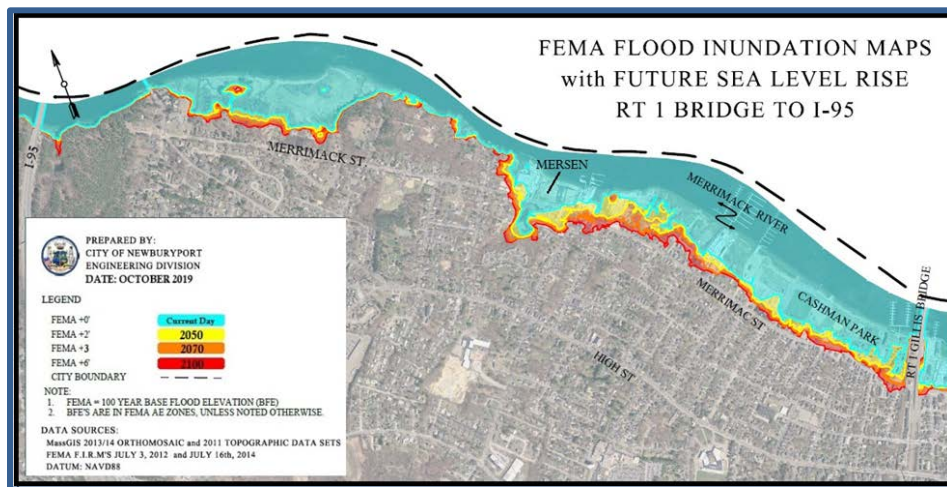 FEMA FLOOD INUNDATION MAPS
with FUTURE SEA LEVEL RISE
RT 1 BRIDGE TO I-95
I-95
MERRIMACK ST
MERSEN
MERRIMACK RIVER
CASHMAN PARK
MERRIMAC ST
HIGH ST
RT 1 GILLIS BRIDGE
PREPARED BY:
CITY OF NEWBURYPORT
ENGINEERING DIVISION
DATE: OCTOBER 2019
LEGEND
FEMA +0' Current Day
FEMA +2' 2050
FEMA +3 2070
FEMA +6' 2100
CITY BOUNDARY
NOTE:
1. FEMA = 100 YEAR BASE FLOOD ELEVATION (BFE)
2. BFE'S ARE IN FEMA AE ZONES, UNLESS NOTED OTHERWISE.
DATA SOURCES:
MassGIS 2013/14 ORTHOMOSAIC and 2011 TOPOGRAPHIC DATA SETS
FEMA F.I.R.M'S JULY 3, 2012 and JULY 16th, 2014
DATUM: NAVD88